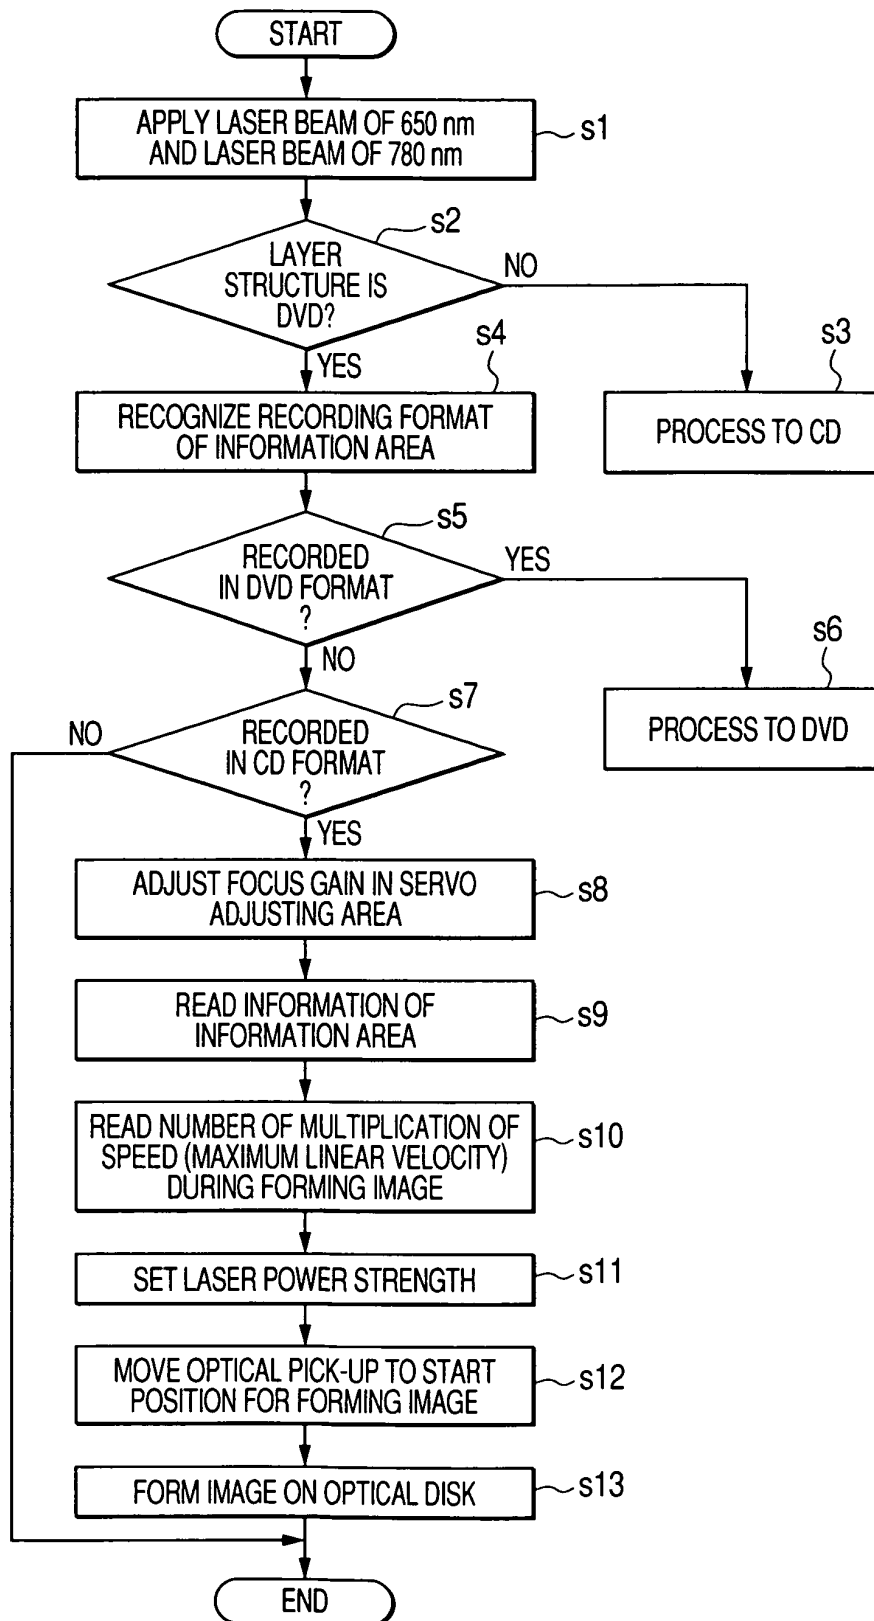 START
APPLY LASER BEAM OF 650 nm
AND LASER BEAM OF 780 nm
s1
s2
LAYER
STRUCTURE IS
DVD?
NO
YES
s4
s3
RECOGNIZE RECORDING FORMAT
OF INFORMATION AREA
PROCESS TO CD
s5
RECORDED
IN DVD FORMAT
?
YES
NO
s6
PROCESS TO DVD
s7
NO
RECORDED
IN CD FORMAT
?
YES
ADJUST FOCUS GAIN IN SERVO
ADJUSTING AREA
s8
READ INFORMATION OF
INFORMATION AREA
s9
READ NUMBER OF MULTIPLICATION OF
SPEED (MAXIMUM LINEAR VELOCITY)
DURING FORMING IMAGE
s10
SET LASER POWER STRENGTH
s11
MOVE OPTICAL PICK-UP TO START
POSITION FOR FORMING IMAGE
s12
FORM IMAGE ON OPTICAL DISK
s13
END